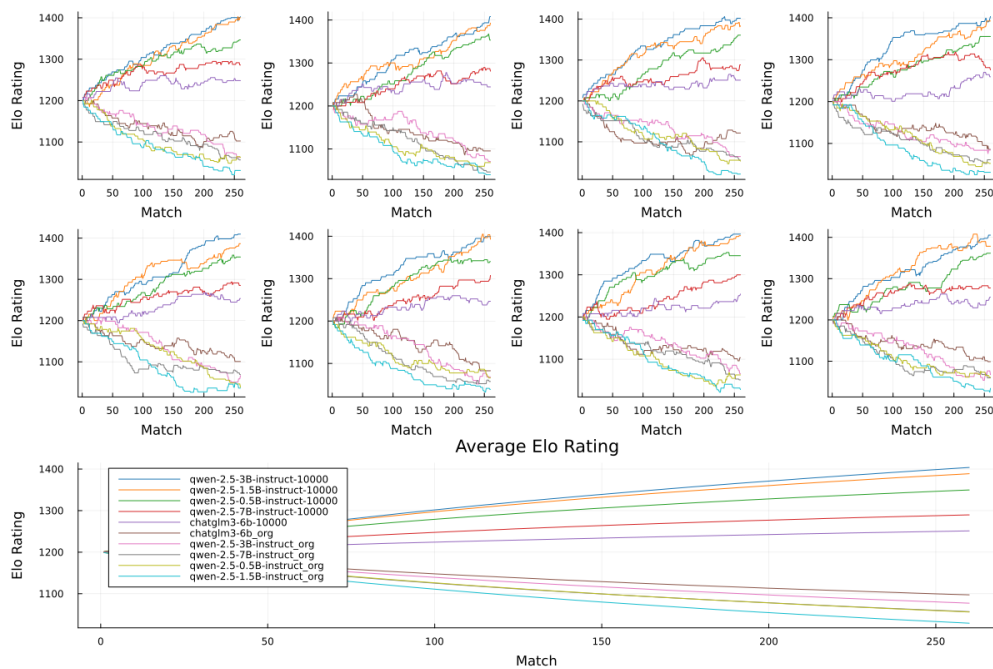 1400
1300
1200
1100
Elo Rating
0 50 100 150 200 250
Match
1400
1300
1200
1100
Elo Rating
0 50 100 150 200 250
Match
1400
1300
1200
1100
Elo Rating
0 50 100 150 200 250
Match
1400
1300
1200
1100
Elo Rating
0 50 100 150 200 250
Match
1400
1300
1200
1100
Elo Rating
0 50 100 150 200 250
Match
1400
1300
1200
1100
Elo Rating
0 50 100 150 200 250
Match
1400
1300
1200
1100
Elo Rating
0 50 100 150 200 250
Match
1400
1300
1200
1100
Elo Rating
0 50 100 150 200 250
Match
Average Elo Rating
1400
1300
1200
1100
Elo Rating
qwen-2.5-3B-instruct-10000
qwen-2.5-1.5B-instruct-10000
qwen-2.5-0.5B-instruct-10000
qwen-2.5-7B-instruct-10000
chatglm3-6b-10000
chatglm3-6b_org
qwen-2.5-3B-instruct_org
qwen-2.5-7B-instruct_org
qwen-2.5-0.5B-instruct_org
qwen-2.5-1.5B-instruct_org
0 50 100 150 200 250
Match